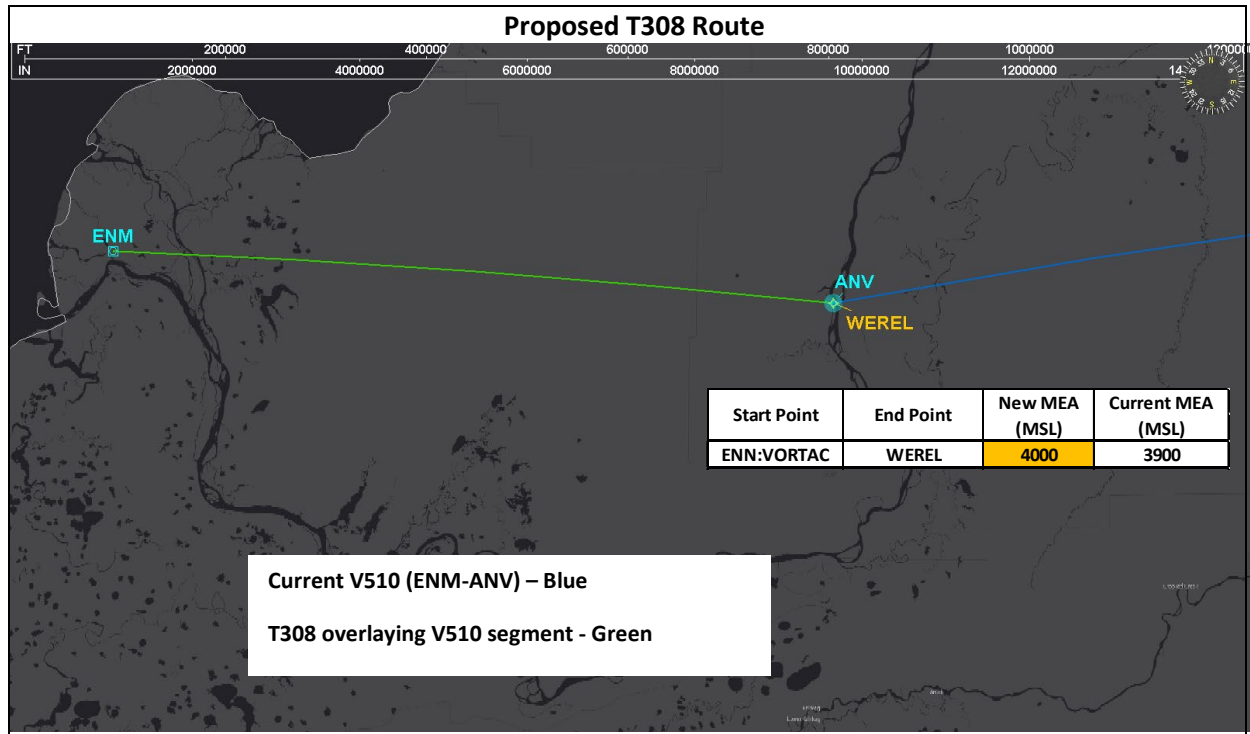 Proposed T308 Route
FT 200000 400000 600000 800000 1000000 1200000
IN 2000000 4000000 6000000 8000000 10000000 12000000 14
N
E
S
W
ENM
ANV
WEREL
Start Point End Point New MEA (MSL) Current MEA (MSL)
ENN:VORTAC WEREL 4000 3900
Current V510 (ENM-ANV) – Blue
T308 overlaying V510 segment - Green